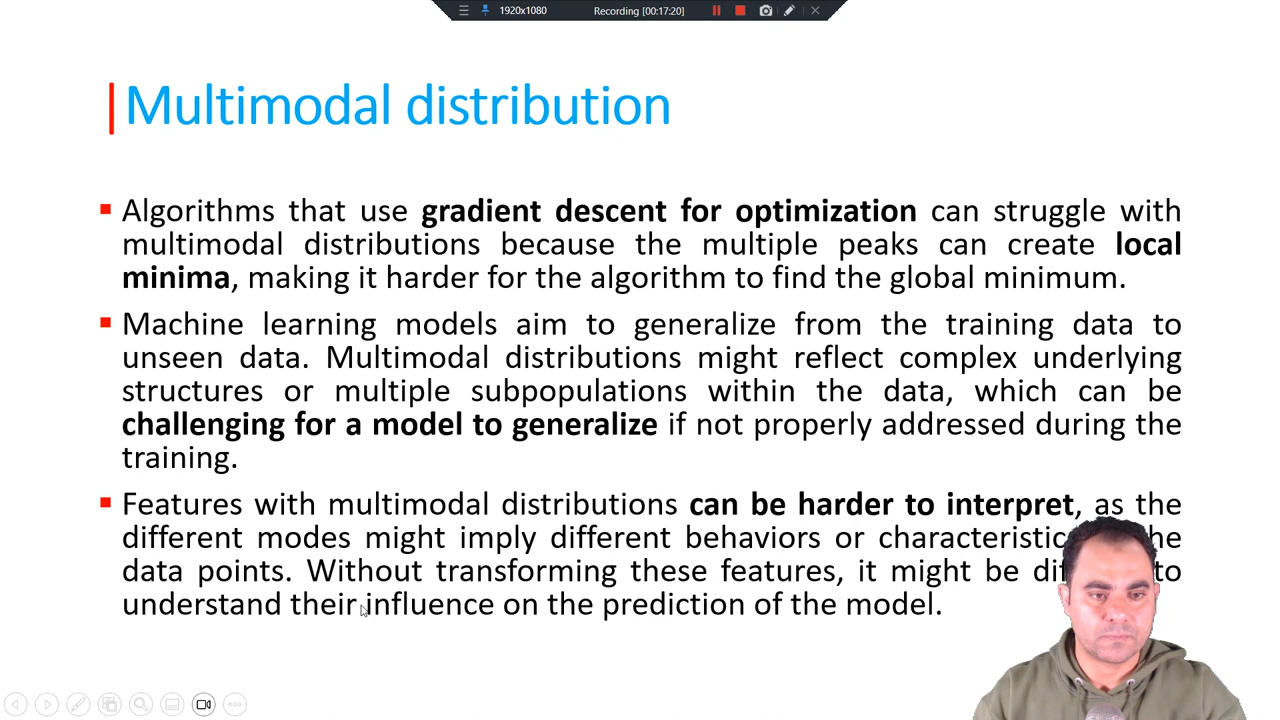 1920x1080 Recording [00:17:20]
Multimodal distribution
Algorithms that use gradient descent for optimization can struggle with
multimodal distributions because the multiple peaks can create local
minima, making it harder for the algorithm to find the global minimum.
Machine learning models aim to generalize from the training data to
unseen data. Multimodal distributions might reflect complex underlying
structures or multiple subpopulations within the data, which can be
challenging for a model to generalize if not properly addressed during the
training.
Features with multimodal distributions can be harder to interpret, as the
different modes might imply different behaviors or characteristic he
data points. Without transforming these features, it might be dif to
understand their influence on the prediction of the model.